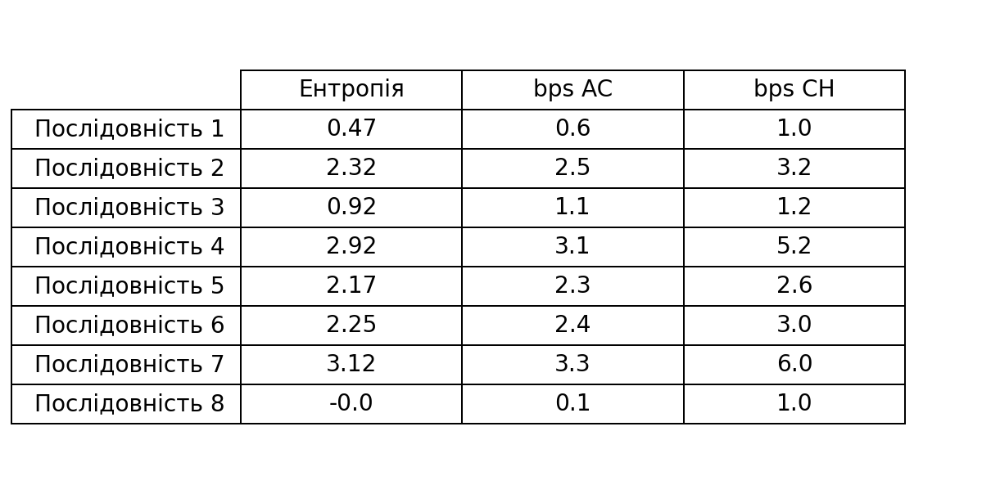 Ентропія bps AC bps CH
Послідовність 1 0.47 0.6 1.0
Послідовність 2 2.32 2.5 3.2
Послідовність 3 0.92 1.1 1.2
Послідовність 4 2.92 3.1 5.2
Послідовність 5 2.17 2.3 2.6
Послідовність 6 2.25 2.4 3.0
Послідовність 7 3.12 3.3 6.0
Послідовність 8 -0.0 0.1 1.0